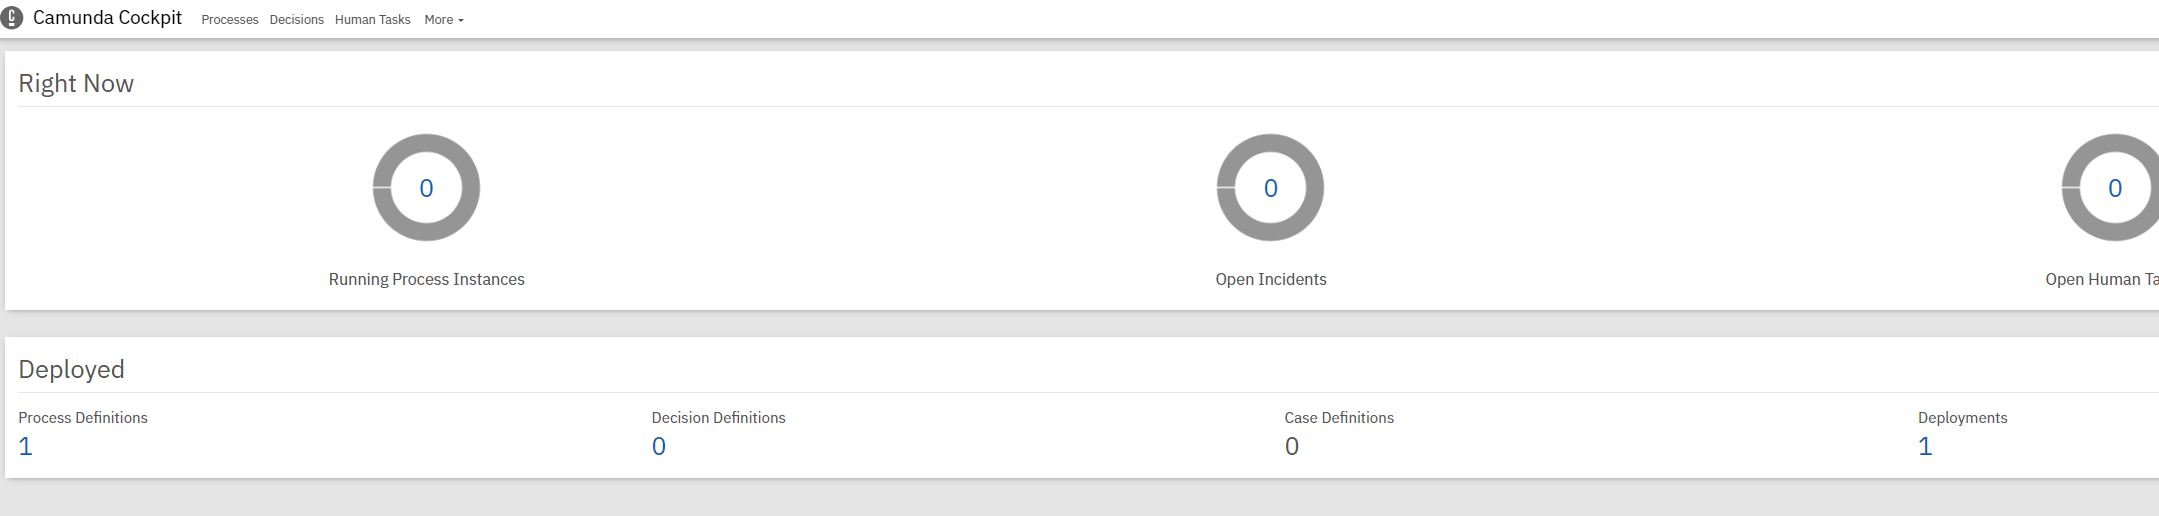 Camunda Cockpit Processes Decisions Human Tasks More
Right Now
0 0 0
Running Process Instances Open Incidents Open Human Ta
Deployed
Process Definitions Decision Definitions Case Definitions Deployments
1 0 0 1